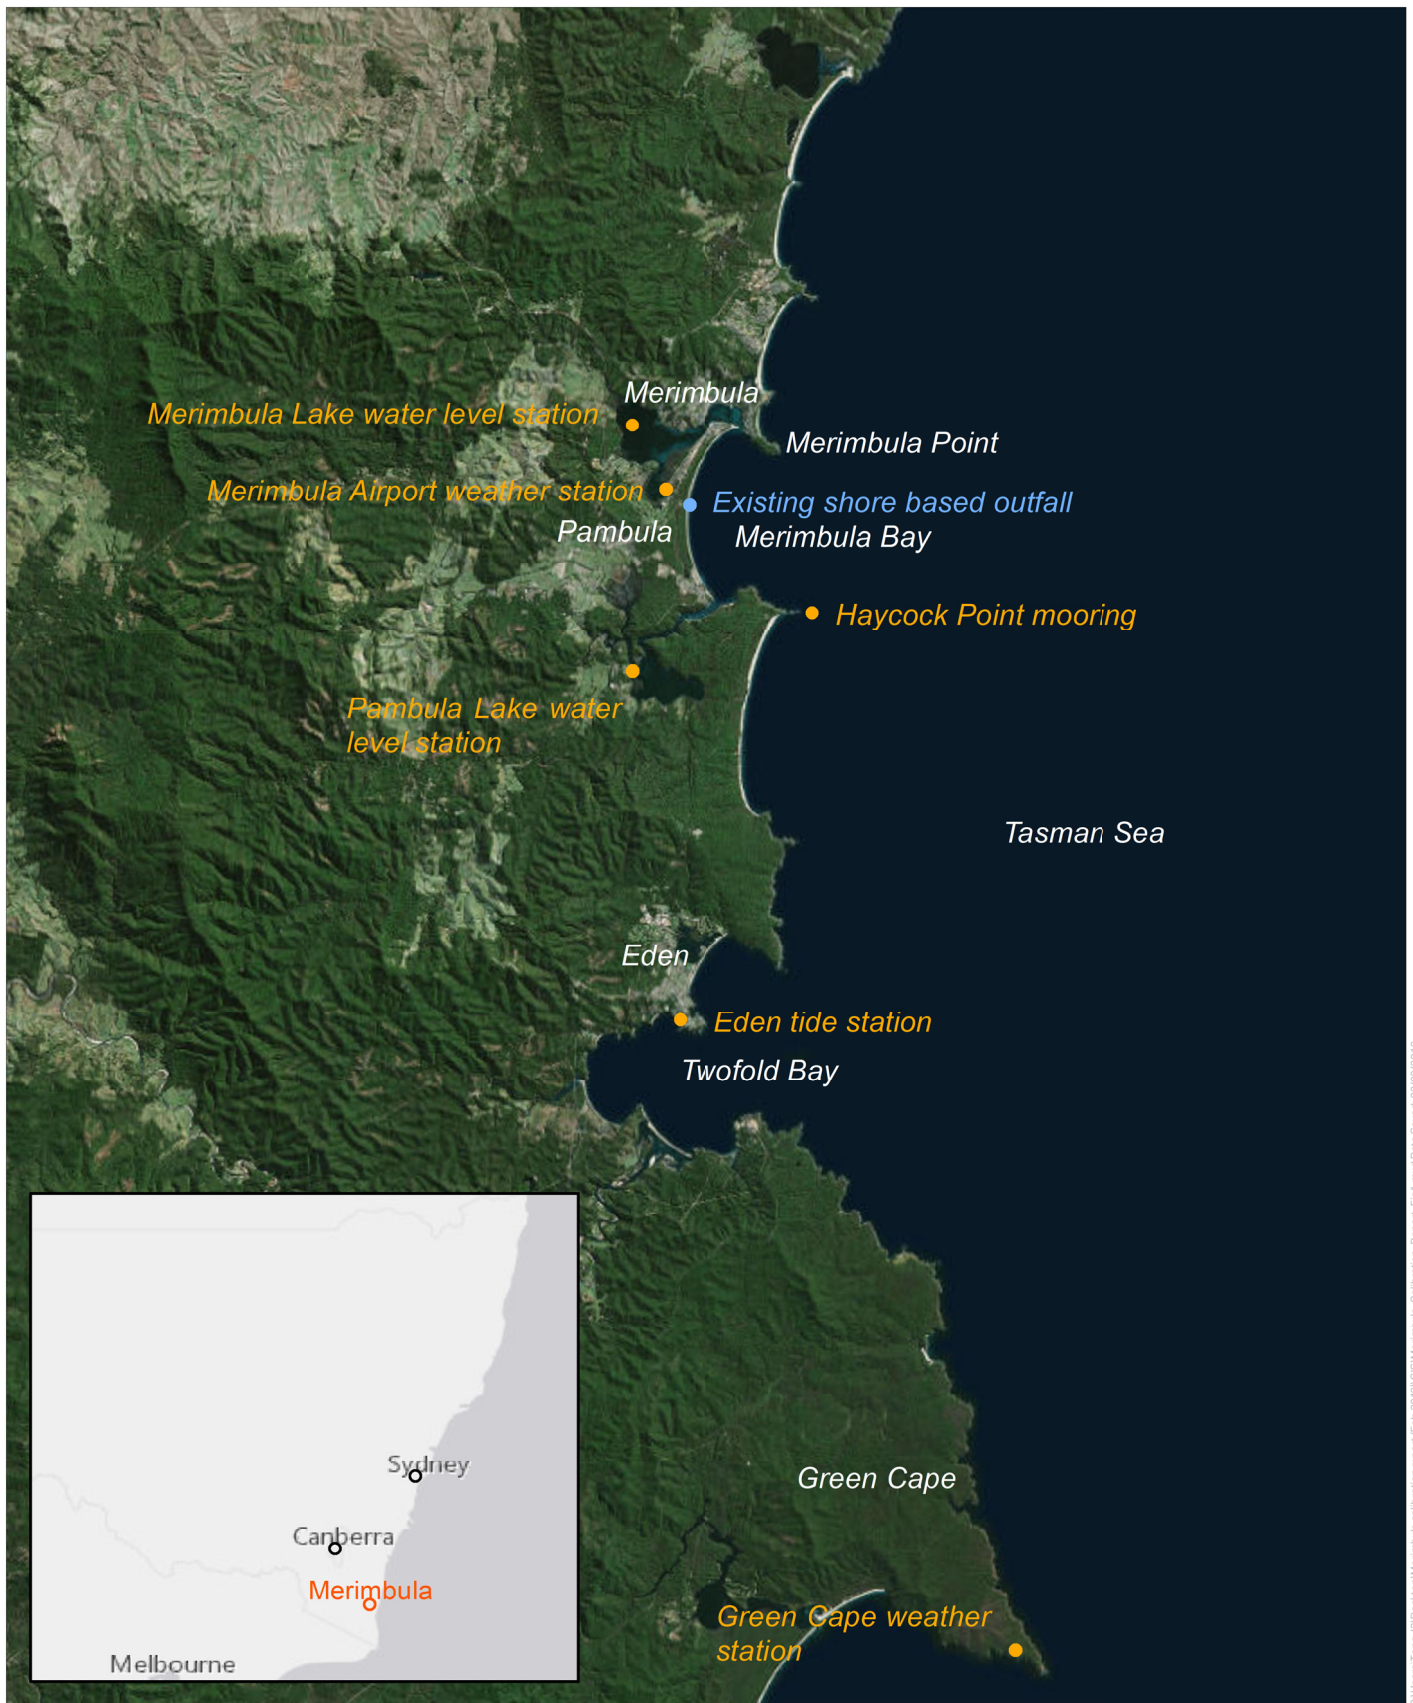 Merimbula
Merimbula Lake water level station
Merimbula Point
Merimbula Airport weather station
Existing shore based outfall
Pambula
Merimbula Bay
Haycock Point mooring
Pambula Lake water
level station
Tasman Sea
Eden
Eden tide station
Twofold Bay
Sydney
Canberra
Merimbula
Melbourne
Green Cape
Green Cape weather
station